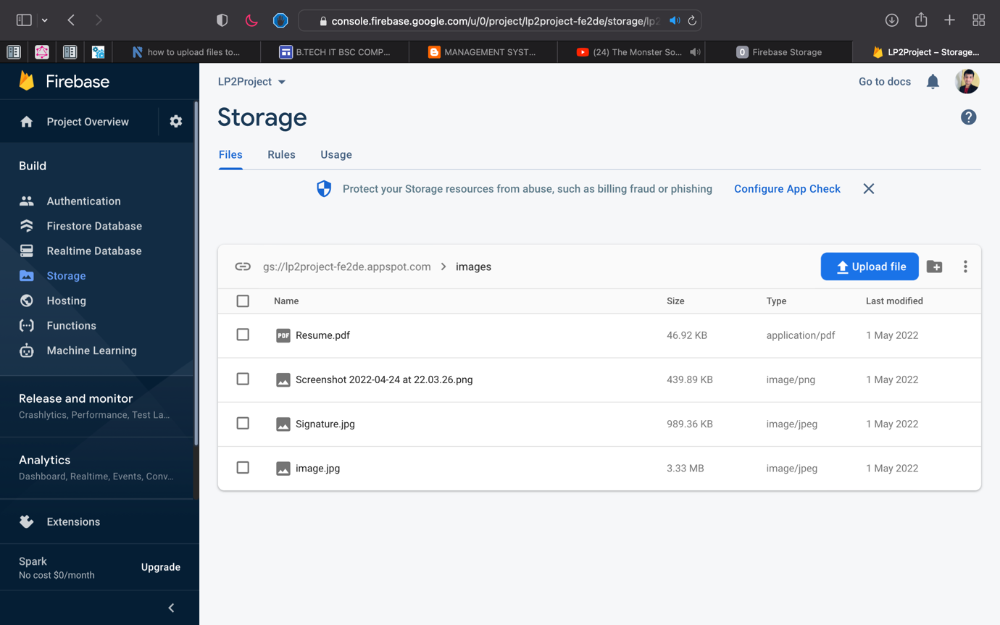 console.firebase.google.com/u/0/project/lp2project-fe2de/storage/lp2
how to upload files to...
B.TECH IT BSC COMP...
MANAGEMENT SYST...
(24) The Monster So...
0 Firebase Storage
LP2Project – Storage...
Firebase
LP2Project
Go to docs
Project Overview
Storage
Files Rules Usage
Build
Protect your Storage resources from abuse, such as billing fraud or phishing Configure App Check
Authentication
Firestore Database
Realtime Database
Storage
Hosting
Functions
Machine Learning
Release and monitor
Crashlytics, Performance, Test La...
Analytics
Dashboard, Realtime, Events, Conv...
Extensions
Spark
No cost $0/month
Upgrade
gs://lp2project-fe2de.appspot.com > images
Upload file
Name Size Type Last modified
PDF Resume.pdf 46.92 KB application/pdf 1 May 2022
Screenshot 2022-04-24 at 22.03.26.png 439.89 KB image/png 1 May 2022
Signature.jpg 989.36 KB image/jpeg 1 May 2022
image.jpg 3.33 MB image/jpeg 1 May 2022